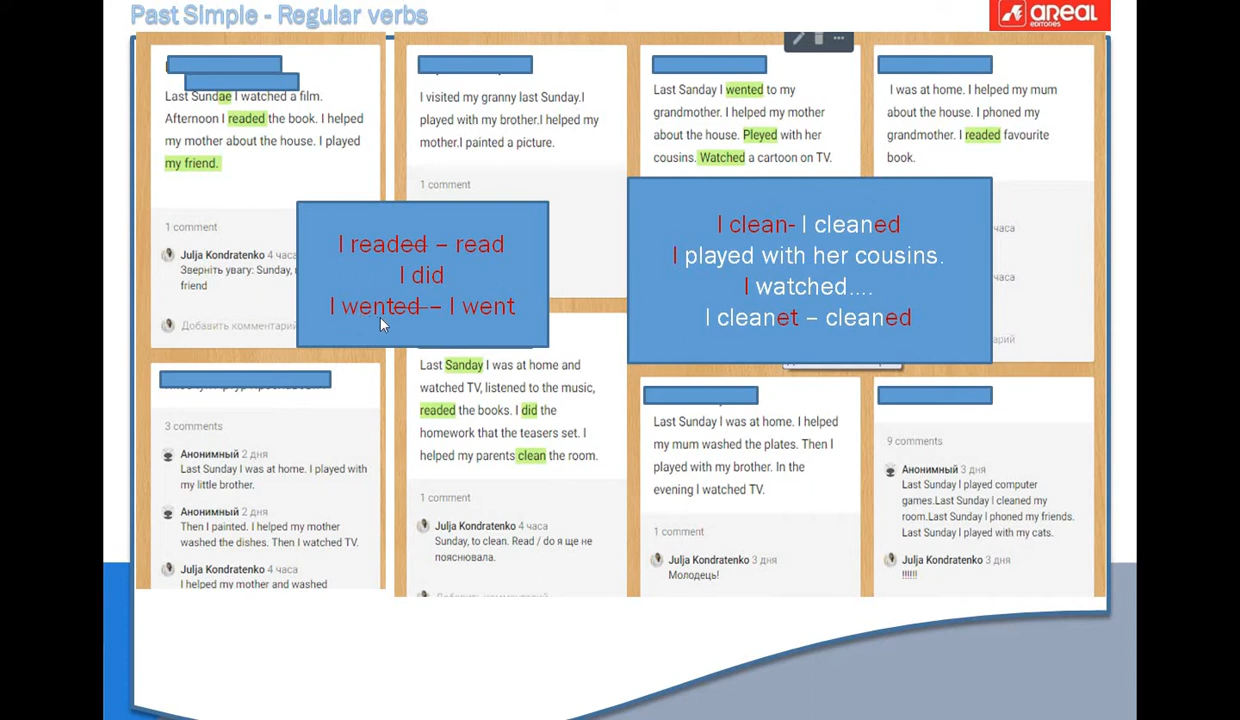 Past Simple - Regular verbs
aREaL
EDITORES
Last Sundae I watched a film.
Afternoon I readed the book. I helped
my mother about the house. I played
my friend.
1 comment
Julja Kondratenko 4 часа
Зверніть увагу: Sunday,
friend
Добавить комментарий
3 comments
Анонимный 2 дня
Last Sunday I was at home. I played with
my little brother.
Анонимный 2 дня
Then I painted. I helped my mother
washed the dishes. Then I watched TV.
Julja Kondratenko 4 часа
I helped my mother and washed
I visited my granny last Sunday.I
played with my brother.I helped my
mother.I painted a picture.
1 comment
I readed – read
I did
I wented – I went
Last Sanday I was at home and
watched TV, listened to the music,
readed the books. I did the
homework that the teasers set. I
helped my parents clean the room.
1 comment
Julja Kondratenko 4 часа
Sunday, to clean. Read / do я ще не
пояснювала.
Добавить комментарий
Last Sunday I wented to my
grandmother. I helped my mother
about the house. Pleyed with her
cousins. Watched a cartoon on TV.
I clean- I cleaned
I played with her cousins.
I watched....
I cleanet – cleaned
Last Sunday I was at home. I helped
my mum washed the plates. Then I
played with my brother. In the
evening I watched TV.
1 comment
Julja Kondratenko 3 дня
Молодець!
I was at home. I helped my mum
about the house. I phoned my
grandmother. I readed favourite
book.
часа
часа
арий
9 comments
Анонимный 3 дня
Last Sunday I played computer
games.Last Sunday I cleaned my
room.Last Sunday I phoned my friends.
Last Sunday I played with my cats.
Julja Kondratenko 3 дня
!!!!!!